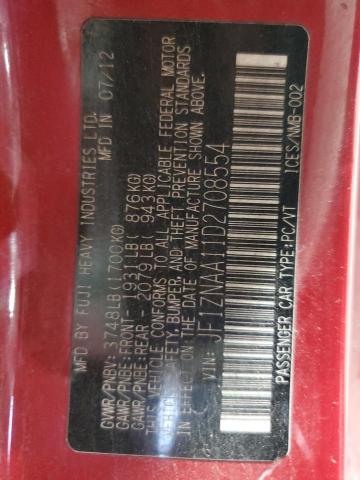 MFD BY FUJI HEAVY INDUSTRIES LTD.
MFD IN 07/12
GVWR/PNBV: 3748LB(1700KG)
GAWR/PNBE:FRONT- 1931LB( 876KG)
GAWR/PNBE:REAR- 2079LB( 943KG)
THIS VEHICLE CONFORMS TO ALL APPLICABLE FEDERAL MOTOR
VEHICLE SAFETY, BUMPER, AND THEFT PREVENTION STANDARDS
IN EFFECT ON THE DATE OF MANUFACTURE SHOWN ABOVE.
VIN: JF1ZNAA11D2708554
ICES/NMB-002
PASSENGER CAR TYPE:PC/VT